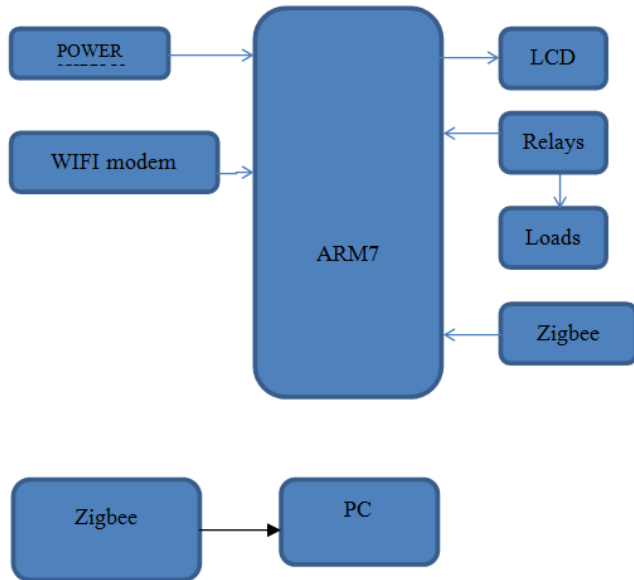 POWER
LCD
WIFI modem
Relays
ARM7
Loads
Zigbee
Zigbee
PC